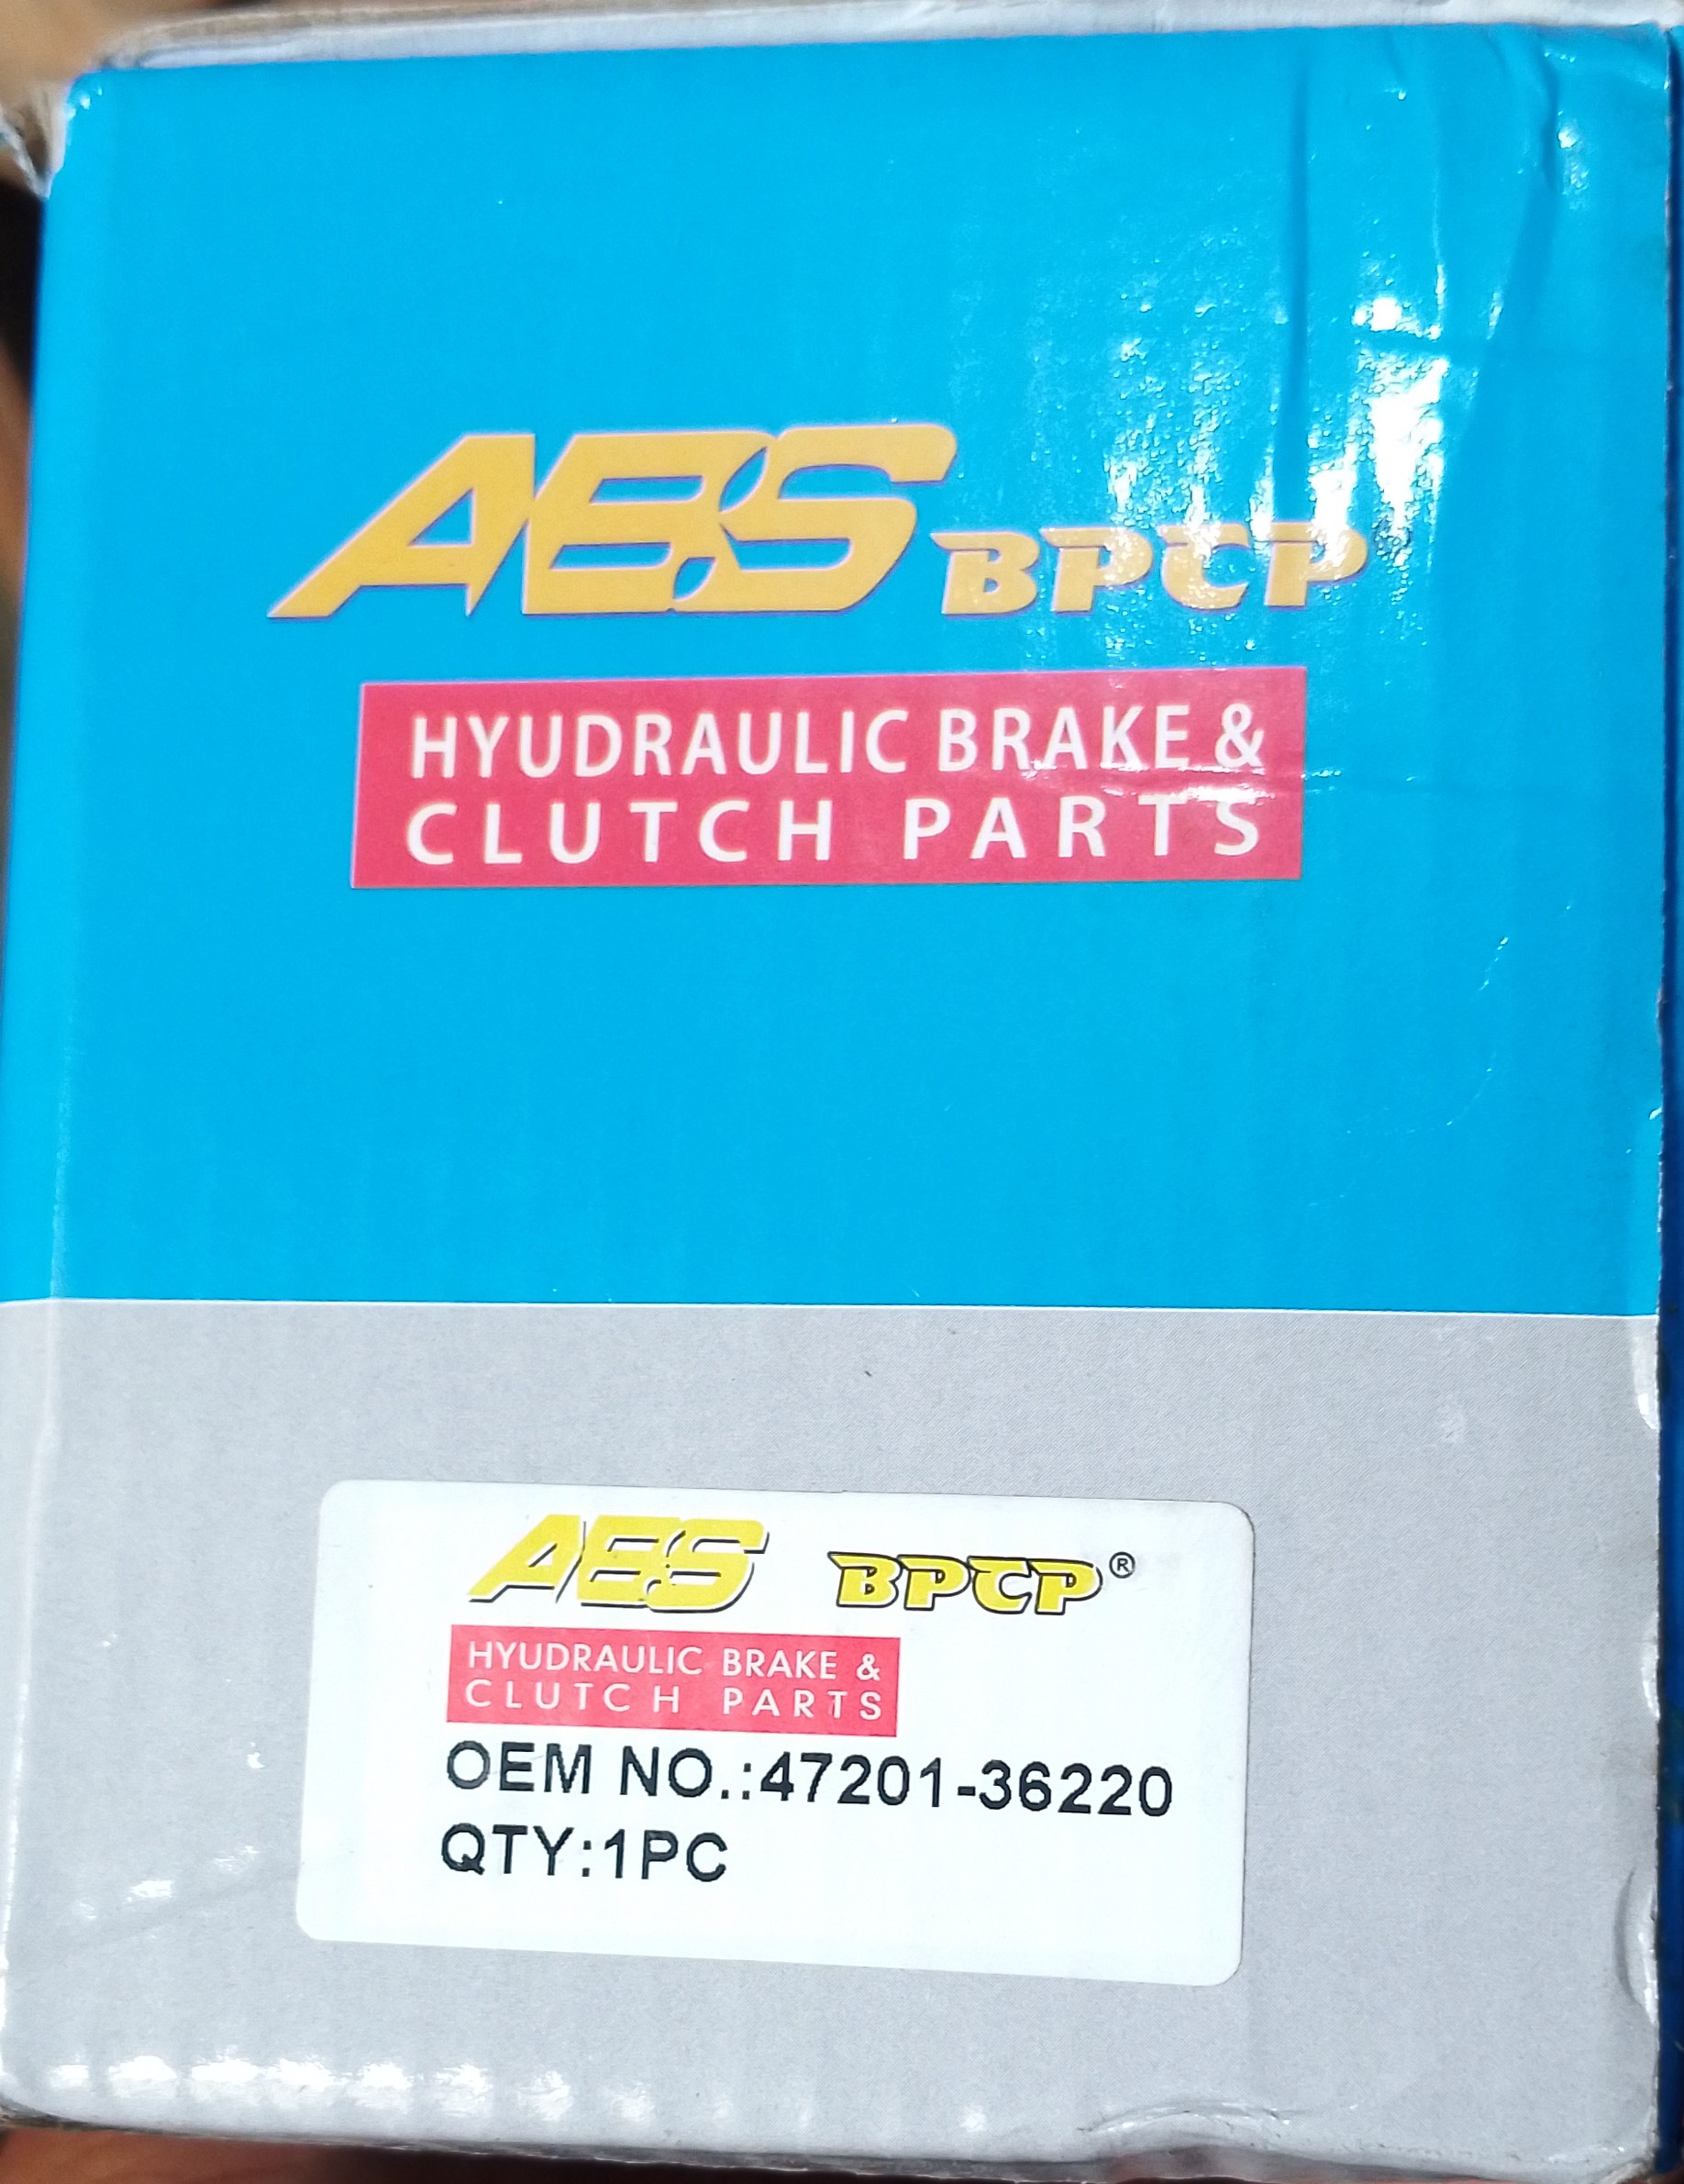 ABS BPCP
HYUDRAULIC BRAKE &
CLUTCH PARTS
ABS BPCP®
HYUDRAULIC BRAKE &
CLUTCH PARTS
OEM NO.:47201-36220
QTY:1PC